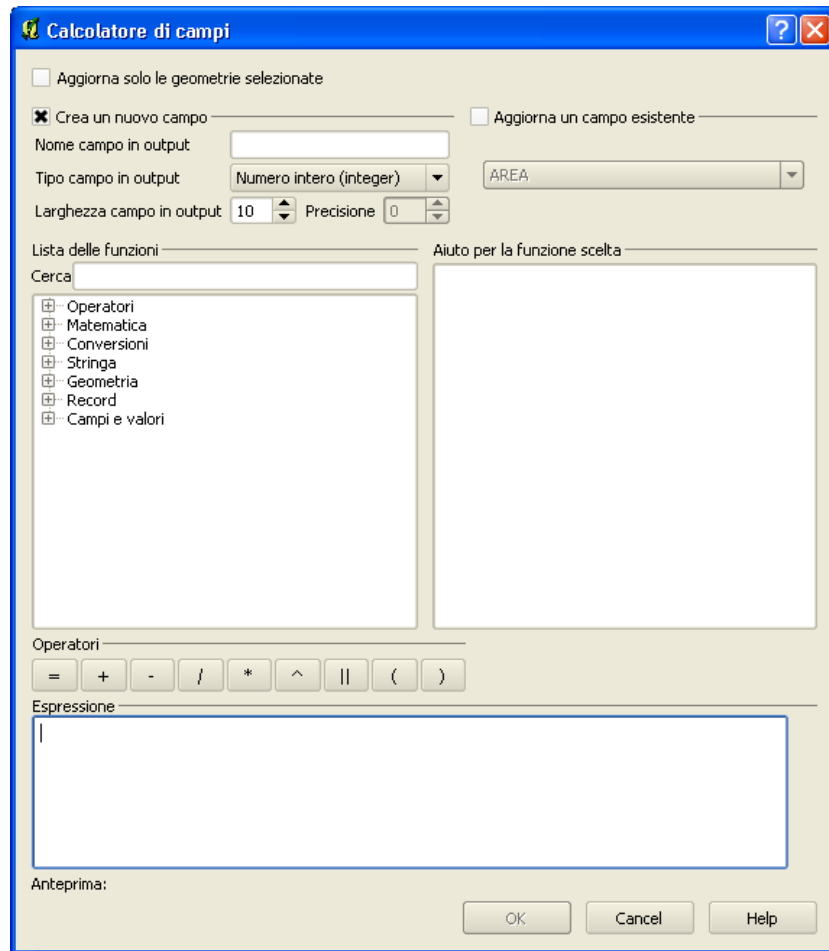 Calcolatore di campi
Aggiorna solo le geometrie selezionate
Crea un nuovo campo
Aggiorna un campo esistente
Nome campo in output
Tipo campo in output Numero intero (integer)
AREA
Larghezza campo in output 10 Precisione 0
Lista delle funzioni
Aiuto per la funzione scelta
Cerca
Operatori
Matematica
Conversioni
Stringa
Geometria
Record
Campi e valori
Operatori
= + - / * ^ || ( )
Espressione
Anteprima:
OK Cancel Help